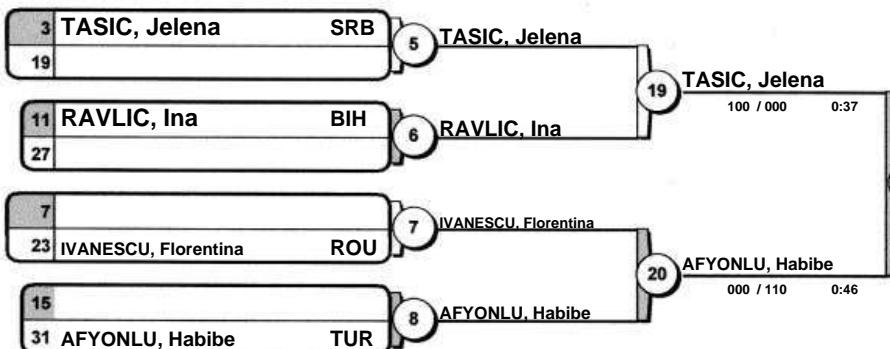 3 TASIC, Jelena SRB
19
5
TASIC, Jelena
11 RAVLIC, Ina BIH
27
6
RAVLIC, Ina
19
TASIC, Jelena
100 / 000 0:37
7
23 IVANESCU, Florentina ROU
7
IVANESCU, Florentina
15
31 AFYONLU, Habibe TUR
8
AFYONLU, Habibe
20
AFYONLU, Habibe
000 / 110 0:46